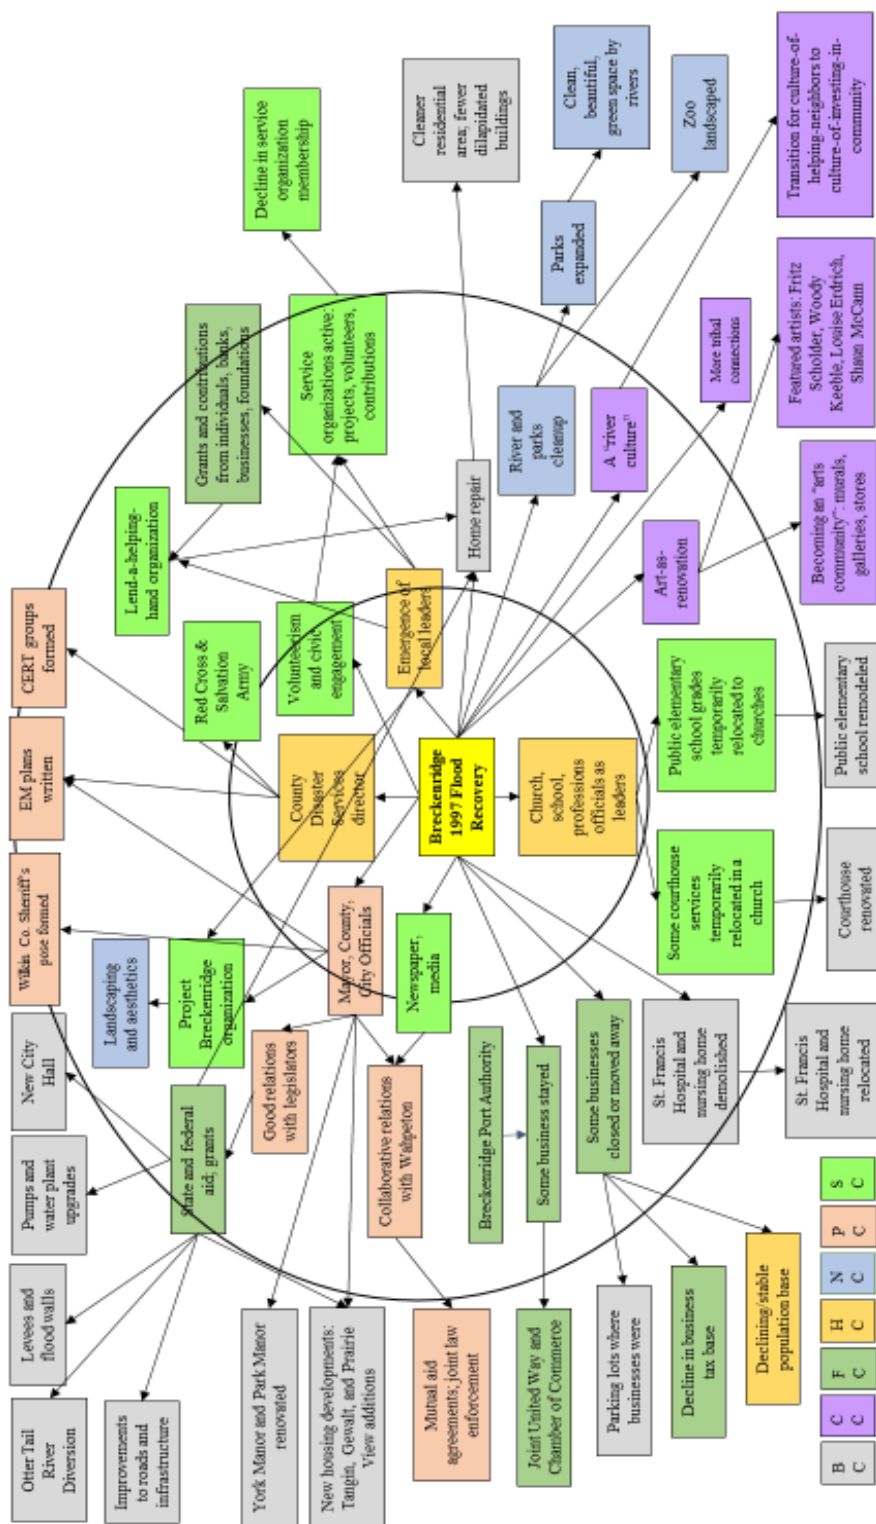 Otter Tail
River
Diversion
Levees and
flood walls
Pumps and
water plant
upgrades
New City
Hall
Wilkin Co. Sherriff's
pose formed
EM plans
written
CERT groups
formed
Improvements
to roads and
infrastructure
State and federal
aid; grants
Landscaping
and aesthetics
Project
Breckenridge
organization
Red Cross &
Salvation
Army
Lend-a-helping-
hand organization
Grants and contributions
from individuals, banks,
businesses, foundations
Decline in service
organization
membership
York Manor and Park Manor
renovated
Good relations
with legislators
Mayor, County,
City Officials
County
Disaster
Services
director
Volunteerism
and civic
engagement
Service
organizations active:
projects, volunteers,
contributions
New housing developments:
Tangin, Gewalt, and Prairie
View additions
Collaborative relations
with Wahpeton
Newspaper,
media
Breckenridge
1997 Flood
Recovery
Emergence of
local leaders
Home repair
Cleaner
residential
area; fewer
dilapidated
buildings
Mutual aid
agreements; joint law
enforcement
Breckenridge Port Authority
Church,
school,
professions
officials as
leaders
River and
parks
cleanup
Parks
expanded
Clean,
beautiful,
green space by
rivers
Joint United Way and
Chamber of Commerce
Some business stayed
A "river
culture"
Zoo
landscaped
Parking lots where
businesses were
Some businesses
closed or moved away
Some courthouse
services
temporarily
relocated in a
church
Public elementary
school grades
temporarily
relocated to
churches
Art-as-
renovation
More tribal
connections
Decline in business
tax base
St. Francis
Hospital and
nursing home
demolished
Declining/stable
population base
St. Francis
Hospital and
nursing home
relocated
Courthouse
renovated
Public elementary
school remodeled
Becoming an "arts
community": murals,
galleries, stores
Featured artists: Fritz
Scholder, Woody
Keeble, Louise Erdrich,
Shaun McCann
Transition for culture-of-
helping-neighbors to
culture-of-investing-in-
community
B
C
C
C
F
C
H
C
N
C
P
C
S
C